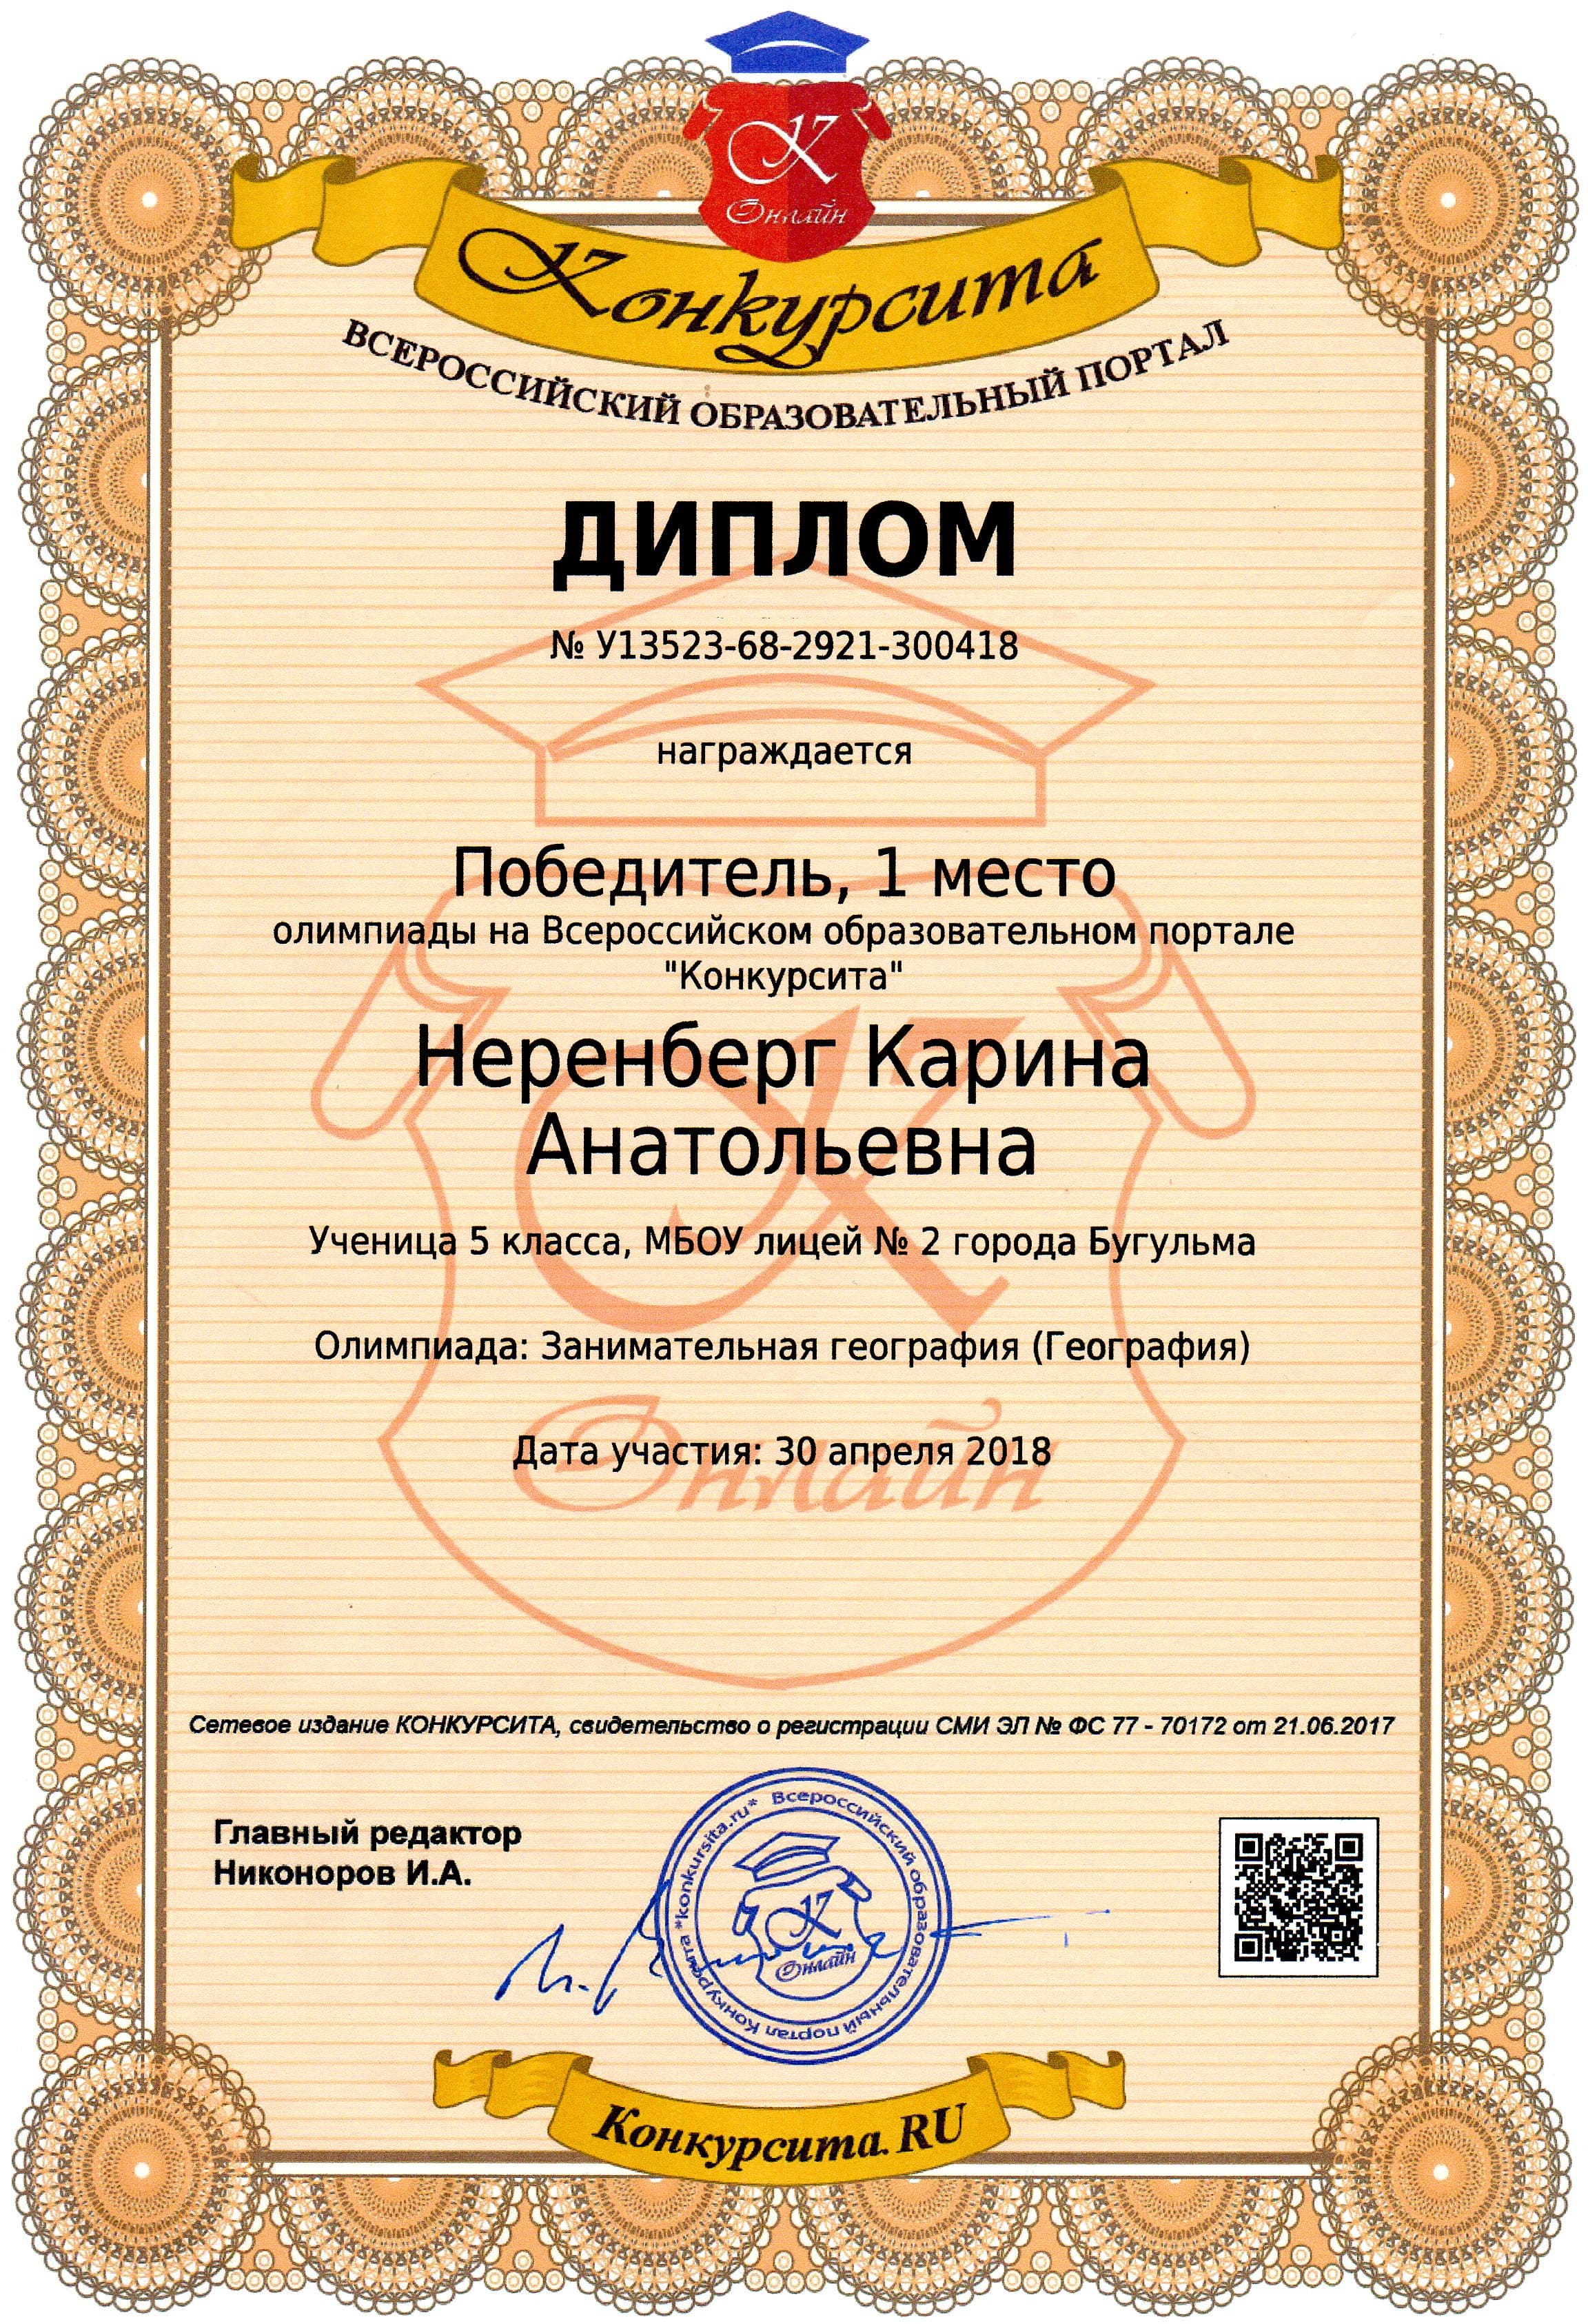 К
Онлайн
Конкурсита
ВСЕРОССИЙСКИЙ ОБРАЗОВАТЕЛЬНЫЙ ПОРТАЛ
ДИПЛОМ
№ У13523-68-2921-300418
награждается
Победитель, 1 место
олимпиады на Всероссийском образовательном портале
"Конкурсита"
Неренберг Карина
Анатольевна
Ученица 5 класса, МБОУ лицей № 2 города Бугульма
Олимпиада: Занимательная география (География)
Дата участия: 30 апреля 2018
К
Онлайн
Сетевое издание КОНКУРСИТА, свидетельство о регистрации СМИ ЭЛ № ФС 77 - 70172 от 21.06.2017
Главный редактор
Никоноров И.А.
Всероссийский образовательный портал Конкурсита *konkursita.ru*
К
Онлайн
Конкурсита.RU